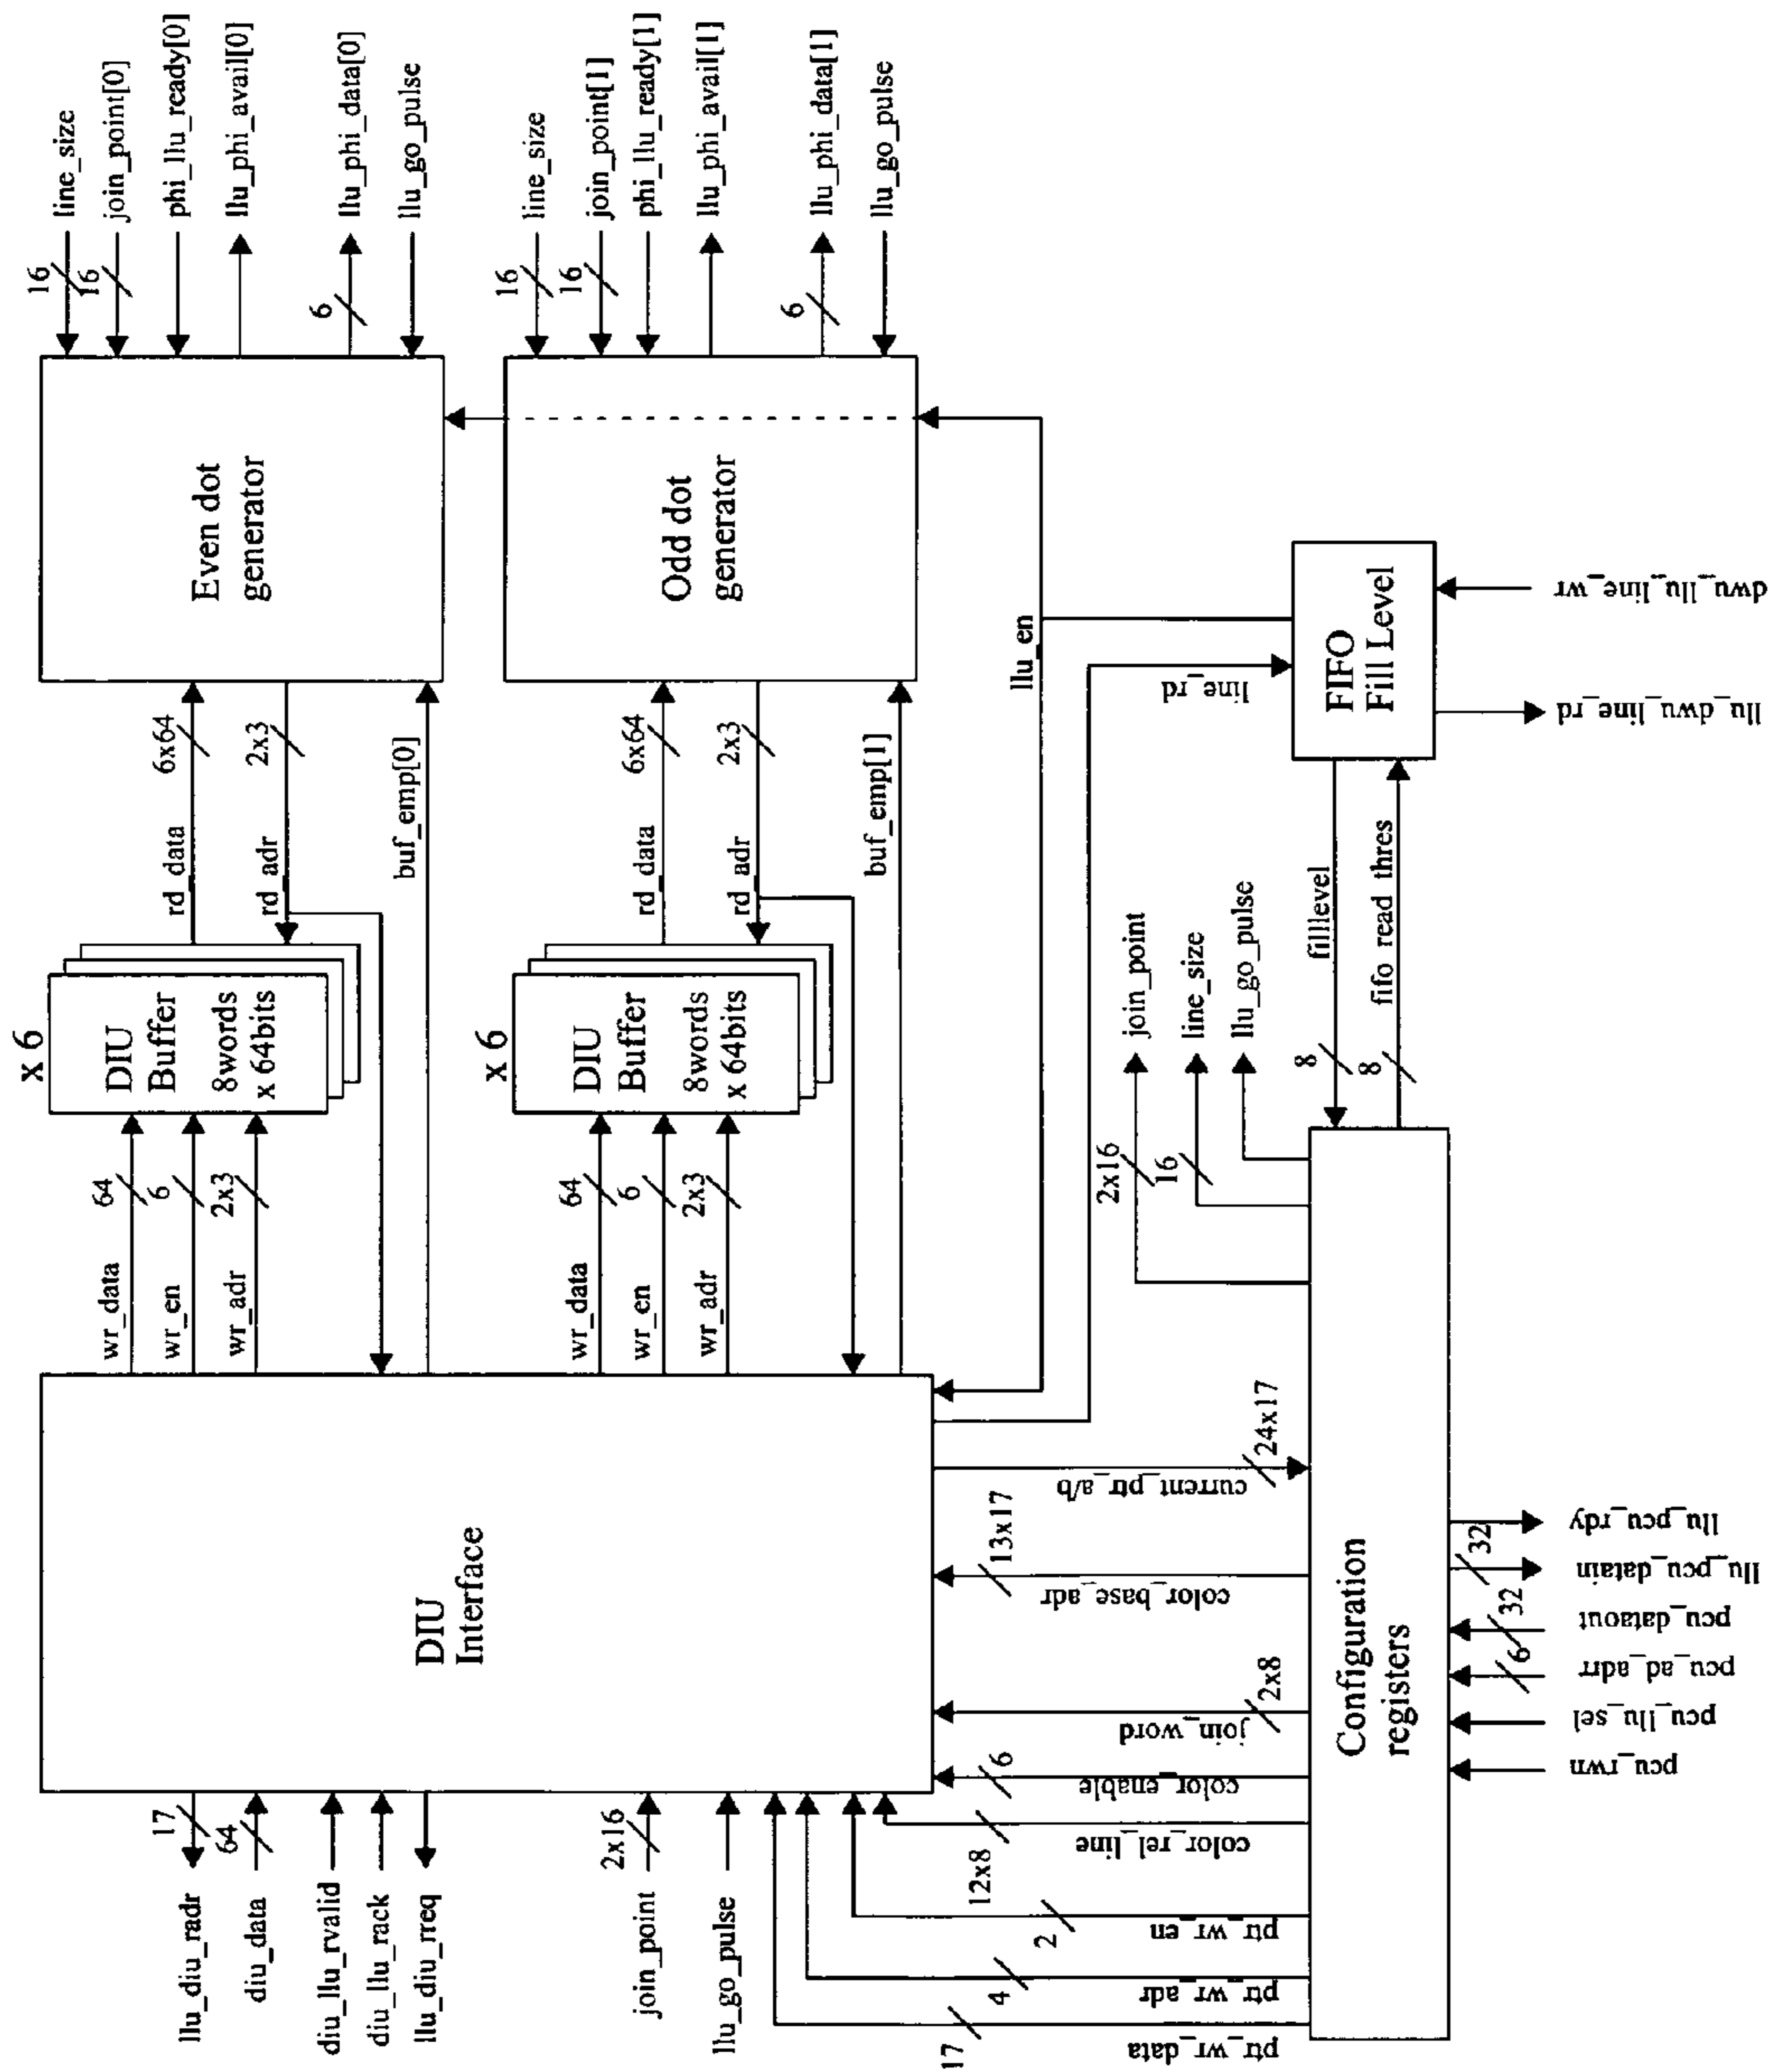 line_size
16
join_point[0]
16
phi_llu_ready[0]
llu_phi_avail[0]
llu_phi_data[0]
6
llu_go_pulse
Even dot
generator
line_size
16
join_point[1]
16
phi_llu_ready[1]
llu_phi_avail[1]
llu_phi_data[1]
6
llu_go_pulse
Odd dot
generator
rd_data
6x64
rd_adr
2x3
buf_emp[0]
rd_data
6x64
rd_adr
2x3
buf_emp[1]
x 6
DIU
Buffer
8words
x 64bits
x 6
DIU
Buffer
8words
x 64bits
wr_data
64
wr_en
6
wr_adr
2x3
wr_data
64
wr_en
6
wr_adr
2x3
llu_en
line_rd
FIFO
Fill Level
dwu_llu_line_wr
llu_dwu_line_rd
filllevel
8
fifo_read_thres
8
join_point
2x16
line_size
16
llu_go_pulse
DIU
Interface
llu_diu_radr
17
diu_data
64
diu_llu_rvalid
diu_llu_rack
llu_diu_rreq
join_point
2x16
llu_go_pulse
current_ptr_a/b
24x17
color_base_adr
13x17
join_word
2x8
color_enable
6
color_rel_line
12x8
ptr_wr_en
2
ptr_wr_adr
4
ptr_wr_data
17
Configuration
registers
llu_pcu_rdy
llu_pcu_datain
32
pcu_dataout
32
pcu_ad_adrr
6
pcu_llu_sel
pcu_rwn